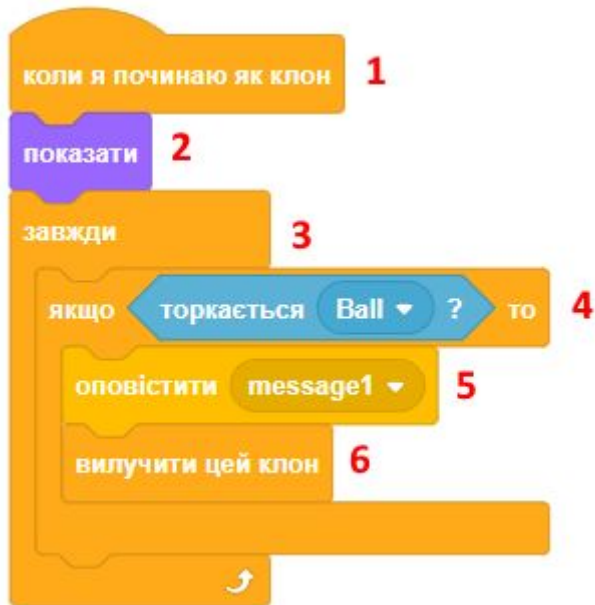 коли я починаю як клон 1
показати 2
завжди 3
якщо торкається Ball ? то 4
оповістити message1 5
вилучити цей клон 6